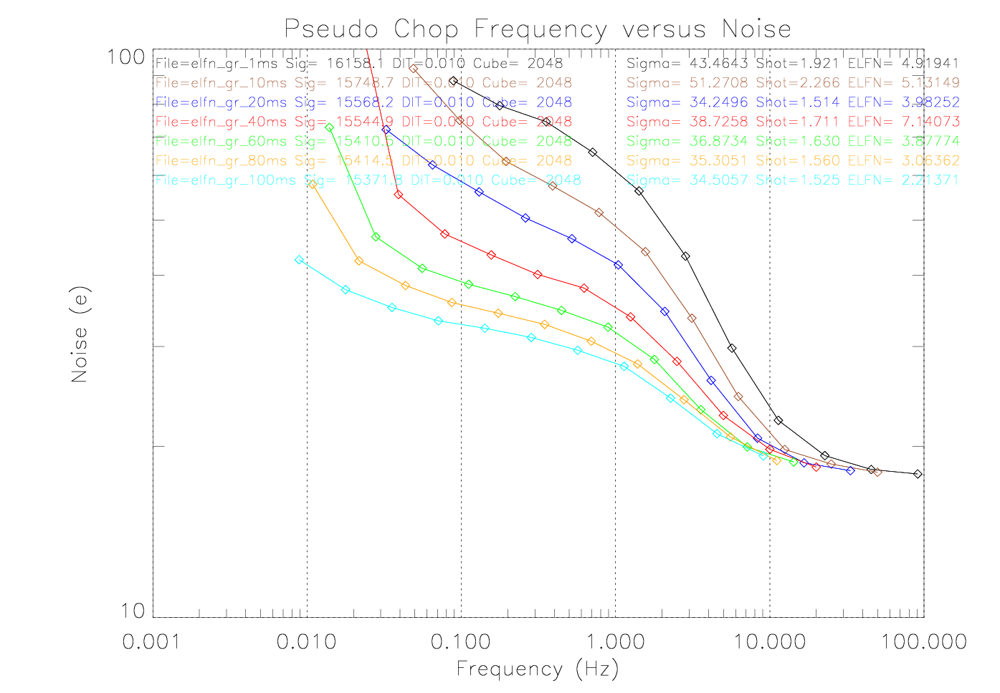 Pseudo Chop Frequency versus Noise
100
File=elfn_gr_1ms Sig= 16158.1 DIT=0.010 Cube= 2048 Sigma= 43.4643 Shot=1.921 ELFN= 4.91941
File=elfn_gr_10ms Sig= 15748.7 DIT=0.010 Cube= 2048 Sigma= 51.2708 Shot=2.266 ELFN= 5.13149
File=elfn_gr_20ms Sig= 15568.2 DIT=0.010 Cube= 2048 Sigma= 34.2496 Shot=1.514 ELFN= 3.98252
File=elfn_gr_40ms Sig= 15544.9 DIT=0.010 Cube= 2048 Sigma= 38.7258 Shot=1.711 ELFN= 7.14073
File=elfn_gr_60ms Sig= DIT=0.010 Cube= 2048 Sigma= 36.8734 Shot=1.630 ELFN= 3.87774
File=elfn_gr_80ms Sig= 15414.5 DIT=0.010 Cube= 2048 Sigma= 35.3051 Shot=1.560 ELFN= 3.06362
File=elfn_gr_100ms Sig= 15371.8 DIT=0.010 Cube= 2048 Sigma= 34.5057 Shot=1.525 ELFN= 2.21371
Noise (e)
10
0.001 0.010 0.100 1.000 10.000 100.000
Frequency (Hz)